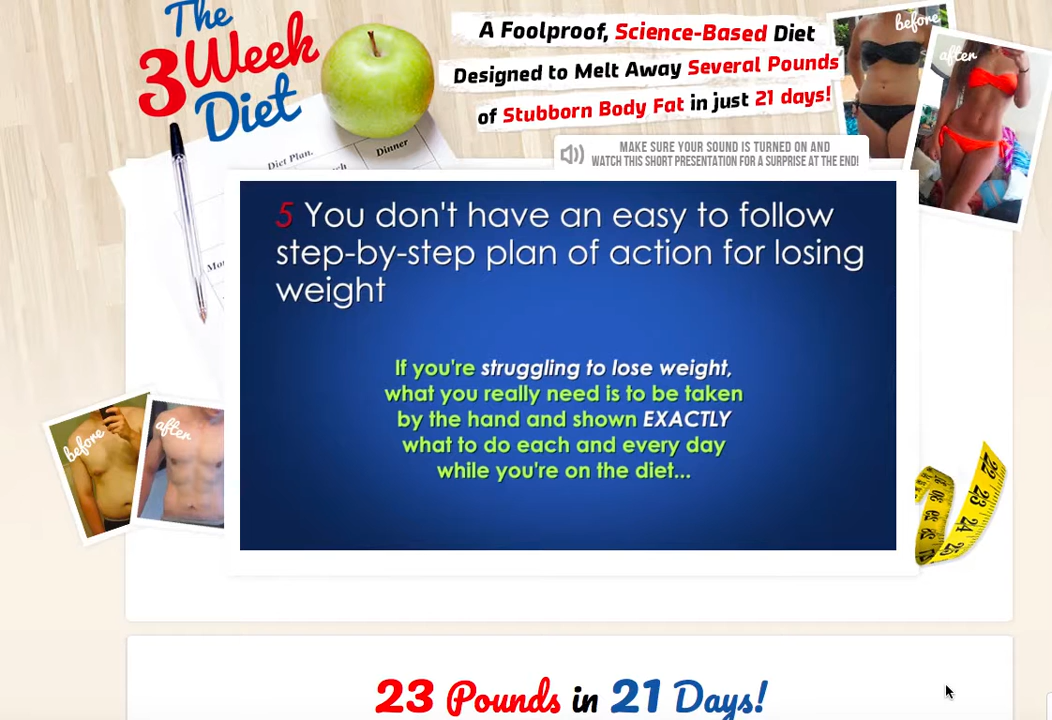 The
3 Week
Diet
A Foolproof, Science-Based Diet
Designed to Melt Away Several Pounds
of Stubborn Body Fat in just 21 days!
before
after
MAKE SURE YOUR SOUND IS TURNED ON AND
WATCH THIS SHORT PRESENTATION FOR A SURPRISE AT THE END!
Diet Plan.
Dinner
5 You don't have an easy to follow
step-by-step plan of action for losing
weight
If you're struggling to lose weight,
what you really need is to be taken
by the hand and shown EXACTLY
what to do each and every day
while you're on the diet...
before
after
22
23
24
23 Pounds in 21 Days!